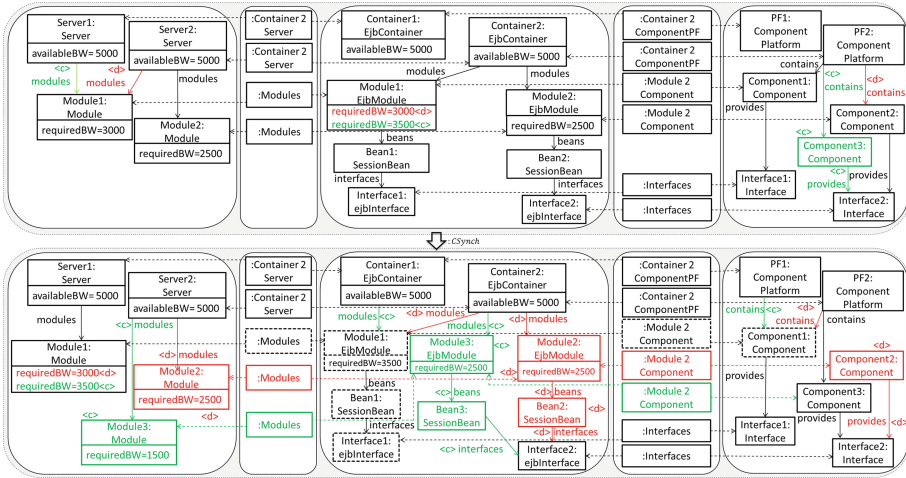 Server1:
Server
availableBW= 5000
Server2:
Server
availableBW= 5000
<c>
modules
<d>
modules
modules
Module1:
Module
requiredBW=3000
Module2:
Module
requiredBW=2500
:Container 2
Server
:Container 2
Server
:Modules
:Modules
Container1:
EjbContainer
availableBW= 5000
Container2:
EjbContainer
availableBW= 5000
modules
modules
Module1:
EjbModule
requiredBW=3000<d>
requiredBW=3500<c>
Module2:
EjbModule
requiredBW=2500
beans
beans
Bean1:
SessionBean
Bean2:
SessionBean
interfaces
interfaces
Interface1:
ejbInterface
Interface2:
ejbInterface
:Container 2
ComponentPF
:Container 2
ComponentPF
:Module 2
Component
:Module 2
Component
:Interfaces
:Interfaces
PF1:
Component
Platform
PF2:
Component
Platform
contains
<c>
contains
<d>
contains
Component1:
Component
provides
Component2:
Component
Component3:
Component
<c>
provides
provides
Interface1:
Interface
Interface2:
Interface
:CSynch
Server1:
Server
availableBW= 5000
Server2:
Server
availableBW= 5000
modules
<c>
modules
<d> modules
Module1:
Module
requiredBW=3000<d>
requiredBW=3500<c>
Module2:
Module
requiredBW=2500
<c>
<d>
Module3:
Module
requiredBW=1500
:Container 2
Server
:Container 2
Server
:Modules
:Modules
:Modules
Container1:
EjbContainer
availableBW= 5000
Container2:
EjbContainer
availableBW= 5000
modules<c>
<d> modules
modules
<c>
<d> modules
Module1:
EjbModule
requiredBW=3500
Module3:
EjbModule
requiredBW=2500
<c>
Module2:
EjbModule
requiredBW=2500
<d>
beans
<c> beans
<d> beans
Bean1:
SessionBean
Bean3:
SessionBean
<c>
Bean2:
SessionBean
<d>
interfaces
<d> interfaces
<c> interfaces
Interface1:
ejbInterface
Interface2:
ejbInterface
:Container 2
ComponentPF
:Container 2
ComponentPF
:Module 2
Component
:Module 2
Component
:Module 2
Component
:Interfaces
:Interfaces
PF1:
Component
Platform
PF2:
Component
Platform
contains<c>
<d>
contains
contains
Component1:
Component
Component2:
Component
<d>
provides
Component3:
Component
provides
<d>
provides
Interface1:
Interface
Interface2:
Interface